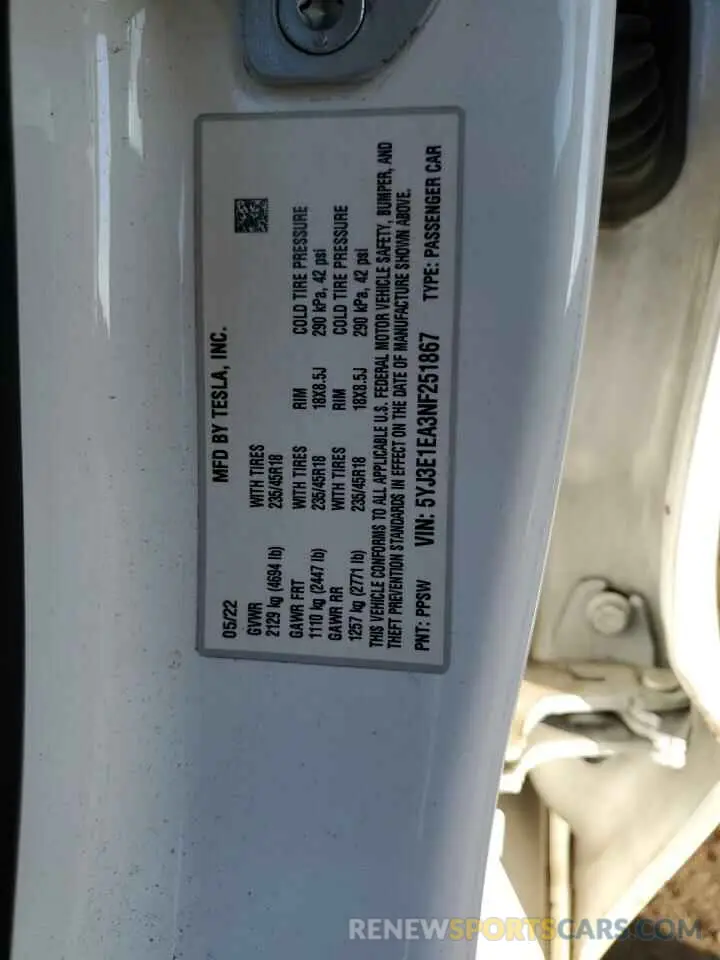 MFD BY TESLA, INC.
05/22
GVWR WITH TIRES
2129 kg (4694 lb) 235/45R18
GAWR FRT WITH TIRES RIM COLD TIRE PRESSURE
1110 kg (2447 lb) 235/45R18 18X8.5J 290 kPa, 42 psi
GAWR RR WITH TIRES RIM COLD TIRE PRESSURE
1257 kg (2771 lb) 235/45R18 18X8.5J 290 kPa, 42 psi
THIS VEHICLE CONFORMS TO ALL APPLICABLE U.S. FEDERAL MOTOR VEHICLE SAFETY, BUMPER, AND
THEFT PREVENTION STANDARDS IN EFFECT ON THE DATE OF MANUFACTURE SHOWN ABOVE.
PNT: PPSW VIN: 5YJ3E1EA3NF251867 TYPE: PASSENGER CAR
RENEWSPORTSCARS.COM